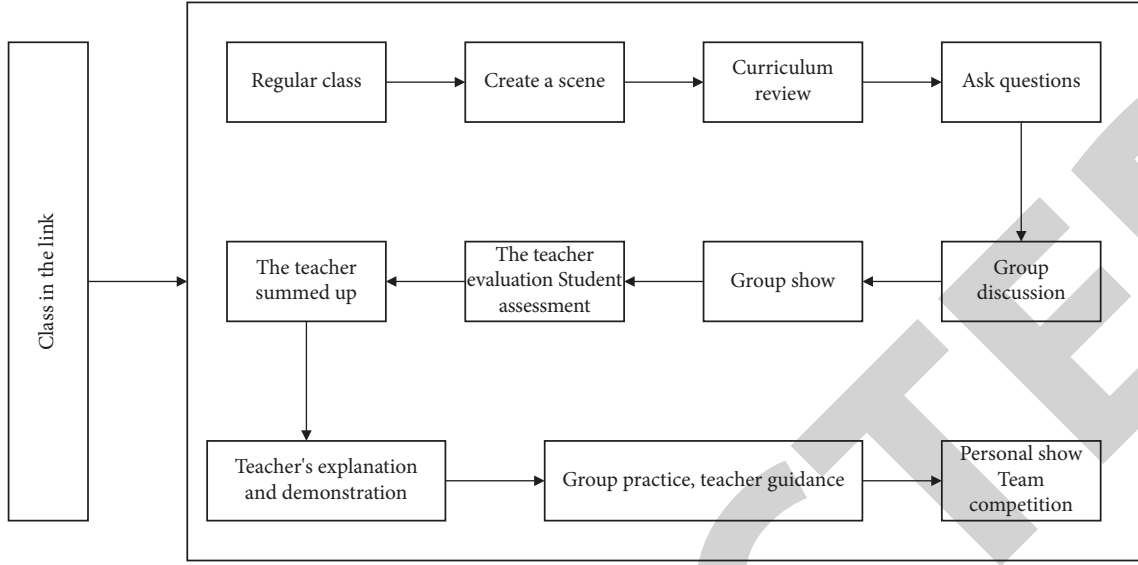 Class in the link
Regular class
Create a scene
Curriculum
review
Ask questions
Group
discussion
Group show
The teacher
evaluation Student
assessment
The teacher
summed up
Teacher's explanation
and demonstration
Group practice, teacher guidance
Personal show
Team
competition